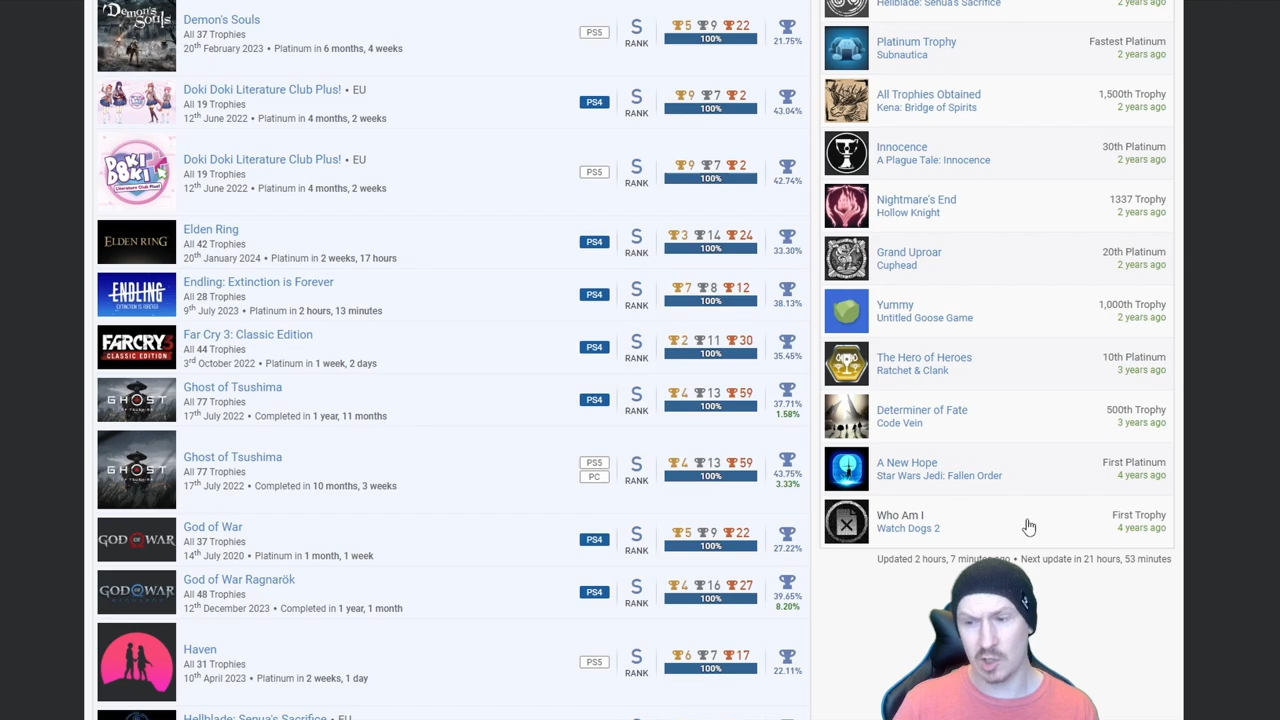 Demon's Souls
Demon's Souls
All 37 Trophies
20th February 2023 • Platinum in 6 months, 4 weeks
PS5
S
RANK
5 9 22
100%
21.75%
Doki Doki Literature Club Plus! • EU
All 19 Trophies
12th June 2022 • Platinum in 4 months, 2 weeks
PS4
S
RANK
9 7 2
100%
43.04%
DOKI DOKI
Literature Club Plus!
Doki Doki Literature Club Plus! • EU
All 19 Trophies
12th June 2022 • Platinum in 4 months, 2 weeks
PS5
S
RANK
9 7 2
100%
42.74%
ELDEN RING
Elden Ring
All 42 Trophies
20th January 2024 • Platinum in 2 weeks, 17 hours
PS4
S
RANK
3 14 24
100%
33.30%
ENDLING
EXTINCTION IS FOREVER
Endling: Extinction is Forever
All 28 Trophies
9th July 2023 • Platinum in 2 hours, 13 minutes
PS4
S
RANK
7 8 12
100%
38.13%
FARCRY 3
CLASSIC EDITION
Far Cry 3: Classic Edition
All 44 Trophies
3rd October 2022 • Platinum in 1 week, 2 days
PS4
S
RANK
2 11 30
100%
35.45%
GHOST
OF TSUSHIMA
Ghost of Tsushima
All 77 Trophies
17th July 2022 • Completed in 1 year, 11 months
PS4
S
RANK
4 13 59
100%
37.71%
1.58%
GHOST
OF TSUSHIMA
Ghost of Tsushima
All 77 Trophies
17th July 2022 • Completed in 10 months, 3 weeks
PS5
PC
S
RANK
4 13 59
100%
43.75%
3.33%
GOD OF WAR
God of War
All 37 Trophies
14th July 2020 • Platinum in 1 month, 1 week
PS4
S
RANK
5 9 22
100%
27.22%
GOD OF WAR
God of War Ragnarök
All 48 Trophies
12th December 2023 • Completed in 1 year, 1 month
PS4
S
RANK
4 16 27
100%
39.65%
8.20%
Haven
All 31 Trophies
10th April 2023 • Platinum in 2 weeks, 1 day
PS5
S
RANK
6 7 17
100%
22.11%
Hellblade: Senua's Sacrifice • EU
Hellblade: Senua's Sacrifice
2 years ago
Platinum Trophy
Subnautica
Fastest Platinum
2 years ago
All Trophies Obtained
Kena: Bridge of Spirits
1,500th Trophy
2 years ago
Innocence
A Plague Tale: Innocence
30th Platinum
2 years ago
Nightmare's End
Hollow Knight
1337 Trophy
2 years ago
Grand Uproar
Cuphead
20th Platinum
2 years ago
Yummy
Untitled Goose Game
1,000th Trophy
2 years ago
The Hero of Heroes
Ratchet & Clank
10th Platinum
3 years ago
Determiner of Fate
Code Vein
500th Trophy
3 years ago
A New Hope
Star Wars Jedi: Fallen Order
First Platinum
4 years ago
Who Am I
Watch Dogs 2
First Trophy
4 years ago
Updated 2 hours, 7 minutes ago • Next update in 21 hours, 53 minutes